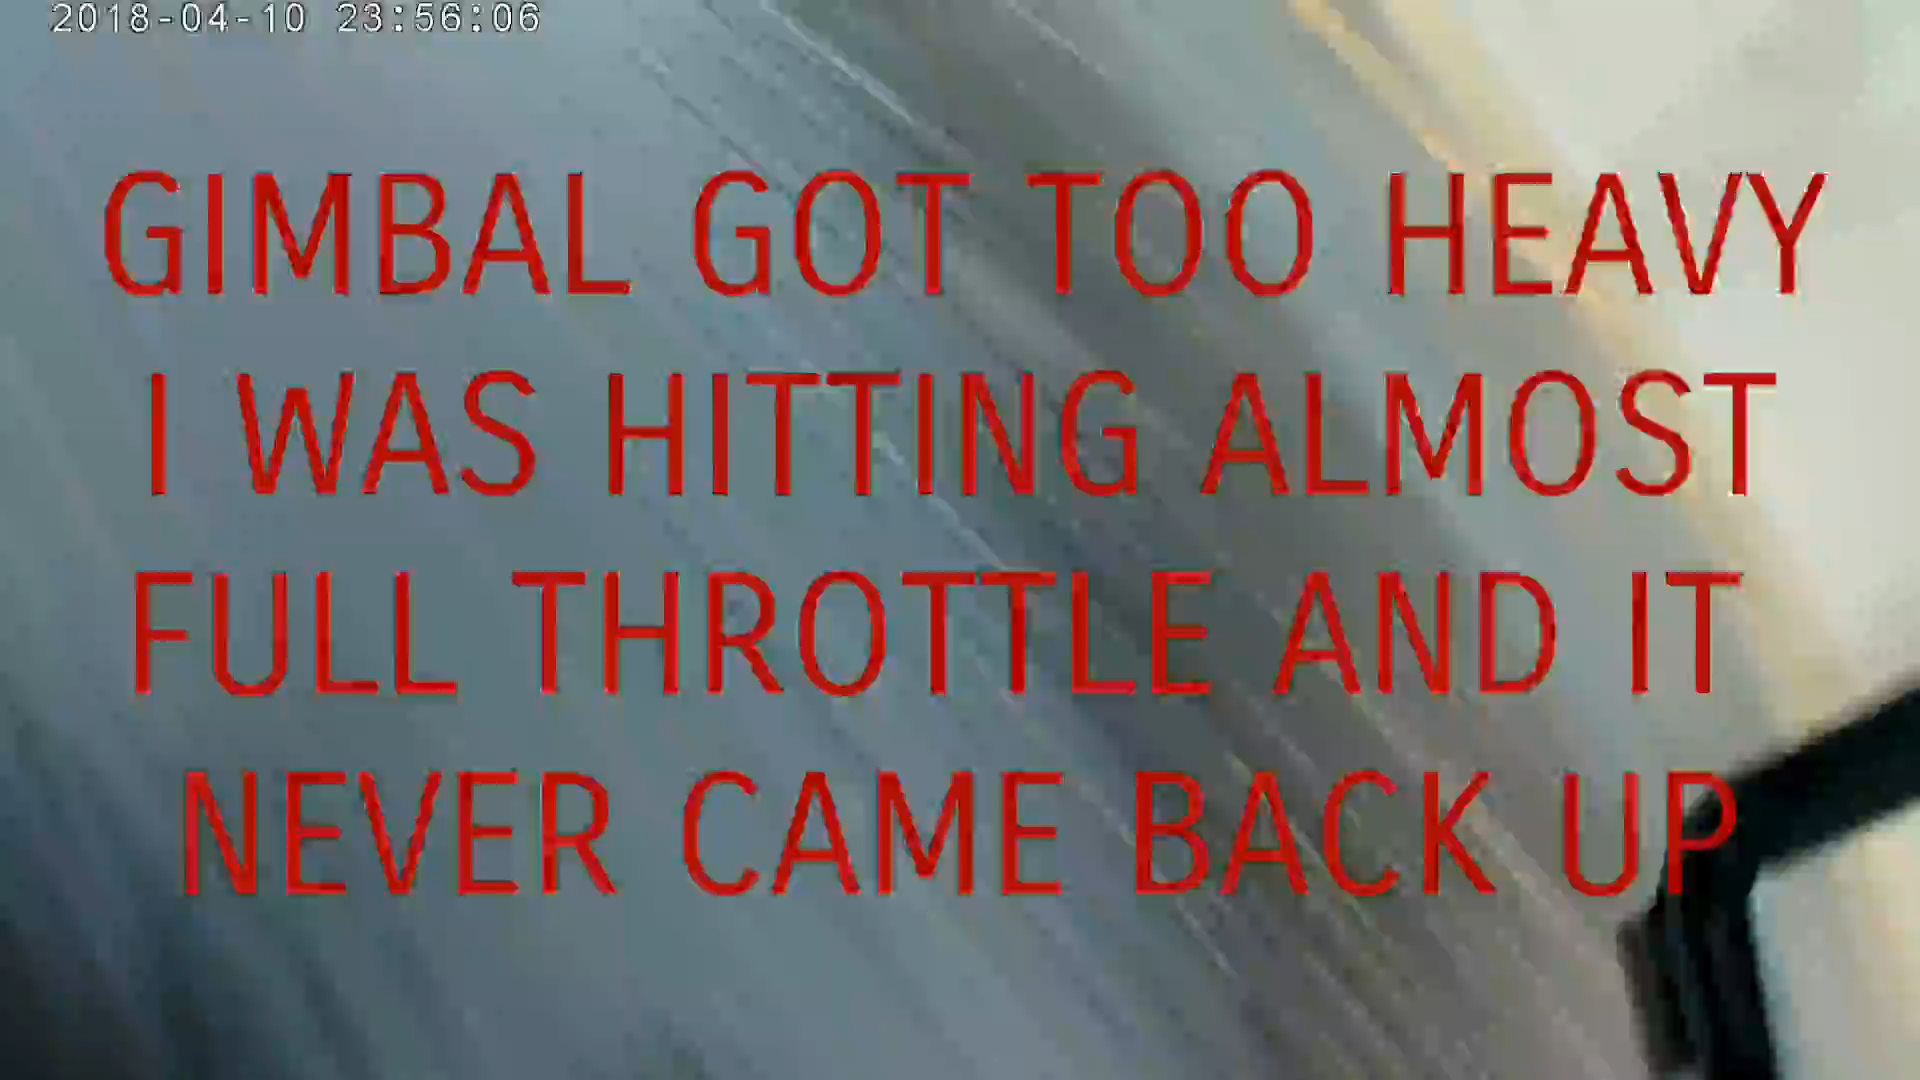 2018-04-10 23:56:06
GIMBAL GOT TOO HEAVY
I WAS HITTING ALMOST
FULL THROTTLE AND IT
NEVER CAME BACK UP